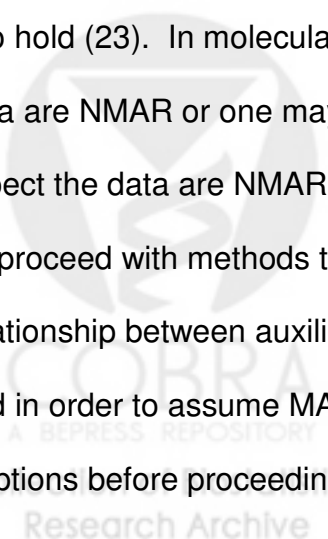 o hold (23). In molecula
a are NMAR or one may
pect the data are NMAR
proceed with methods t
ationship between auxili
COBRA
d in order to assume MA
A BEPRESS REPOSITORY
ptions before proceedin
Research Archive